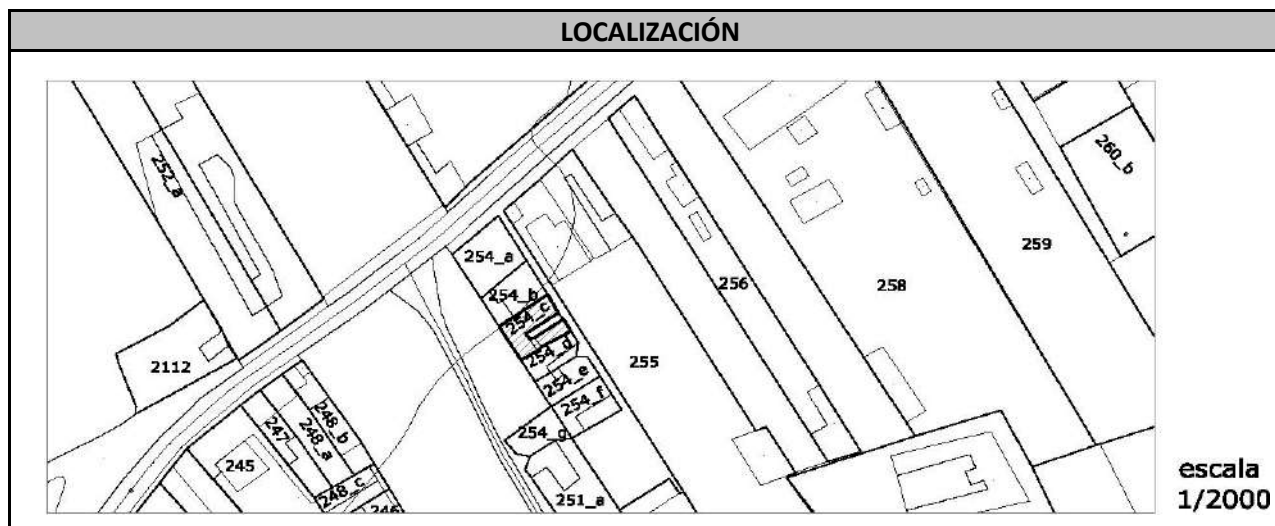 LOCALIZACIÓN
252_a
260_b
259
254_a
256
258
254_b
254_c
2112
254_d
255
254_e
254_f
248_b
247
248_a
254_g
245
248_c
251_a
246
escala
1/2000